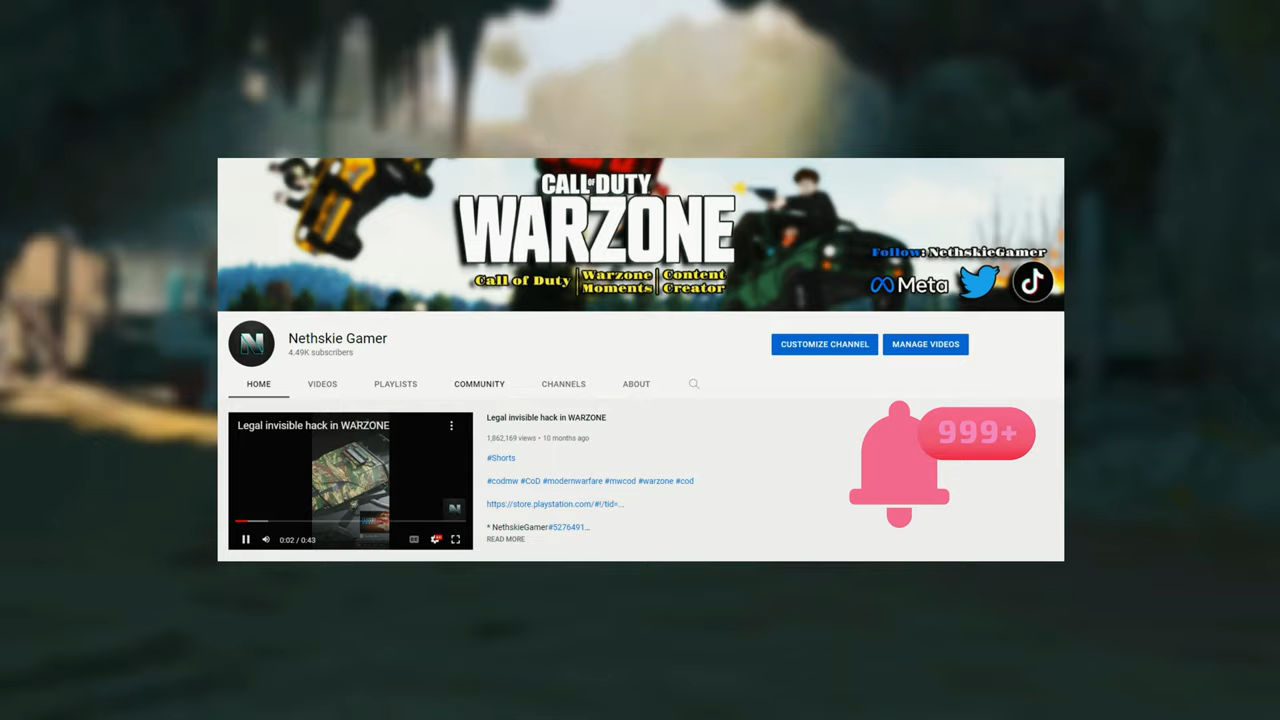 CALL OF DUTY
WARZONE
Call of Duty | Warzone Moments | Content Creator
Follow: NethskieGamer
Meta
N
Nethskie Gamer
4.49K subscribers
CUSTOMIZE CHANNEL
MANAGE VIDEOS
HOME
VIDEOS
PLAYLISTS
COMMUNITY
CHANNELS
ABOUT
Legal invisible hack in WARZONE
0:02 / 0:43
Legal invisible hack in WARZONE
1,862,169 views • 10 months ago
#Shorts
#codmw #CoD #modernwarfare #mwcod #warzone #cod
https://store.playstation.com/#!/tid=...
* NethskieGamer#5276491...
READ MORE
999+